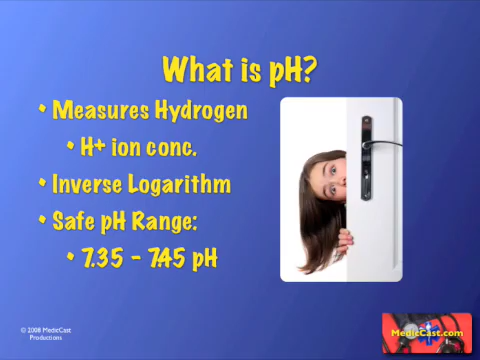 What is pH?
• Measures Hydrogen
• H+ ion conc.
• Inverse Logarithm
• Safe pH Range:
• 7.35 - 7.45 pH
© 2008 MedicCast
Productions
MedicCast.com